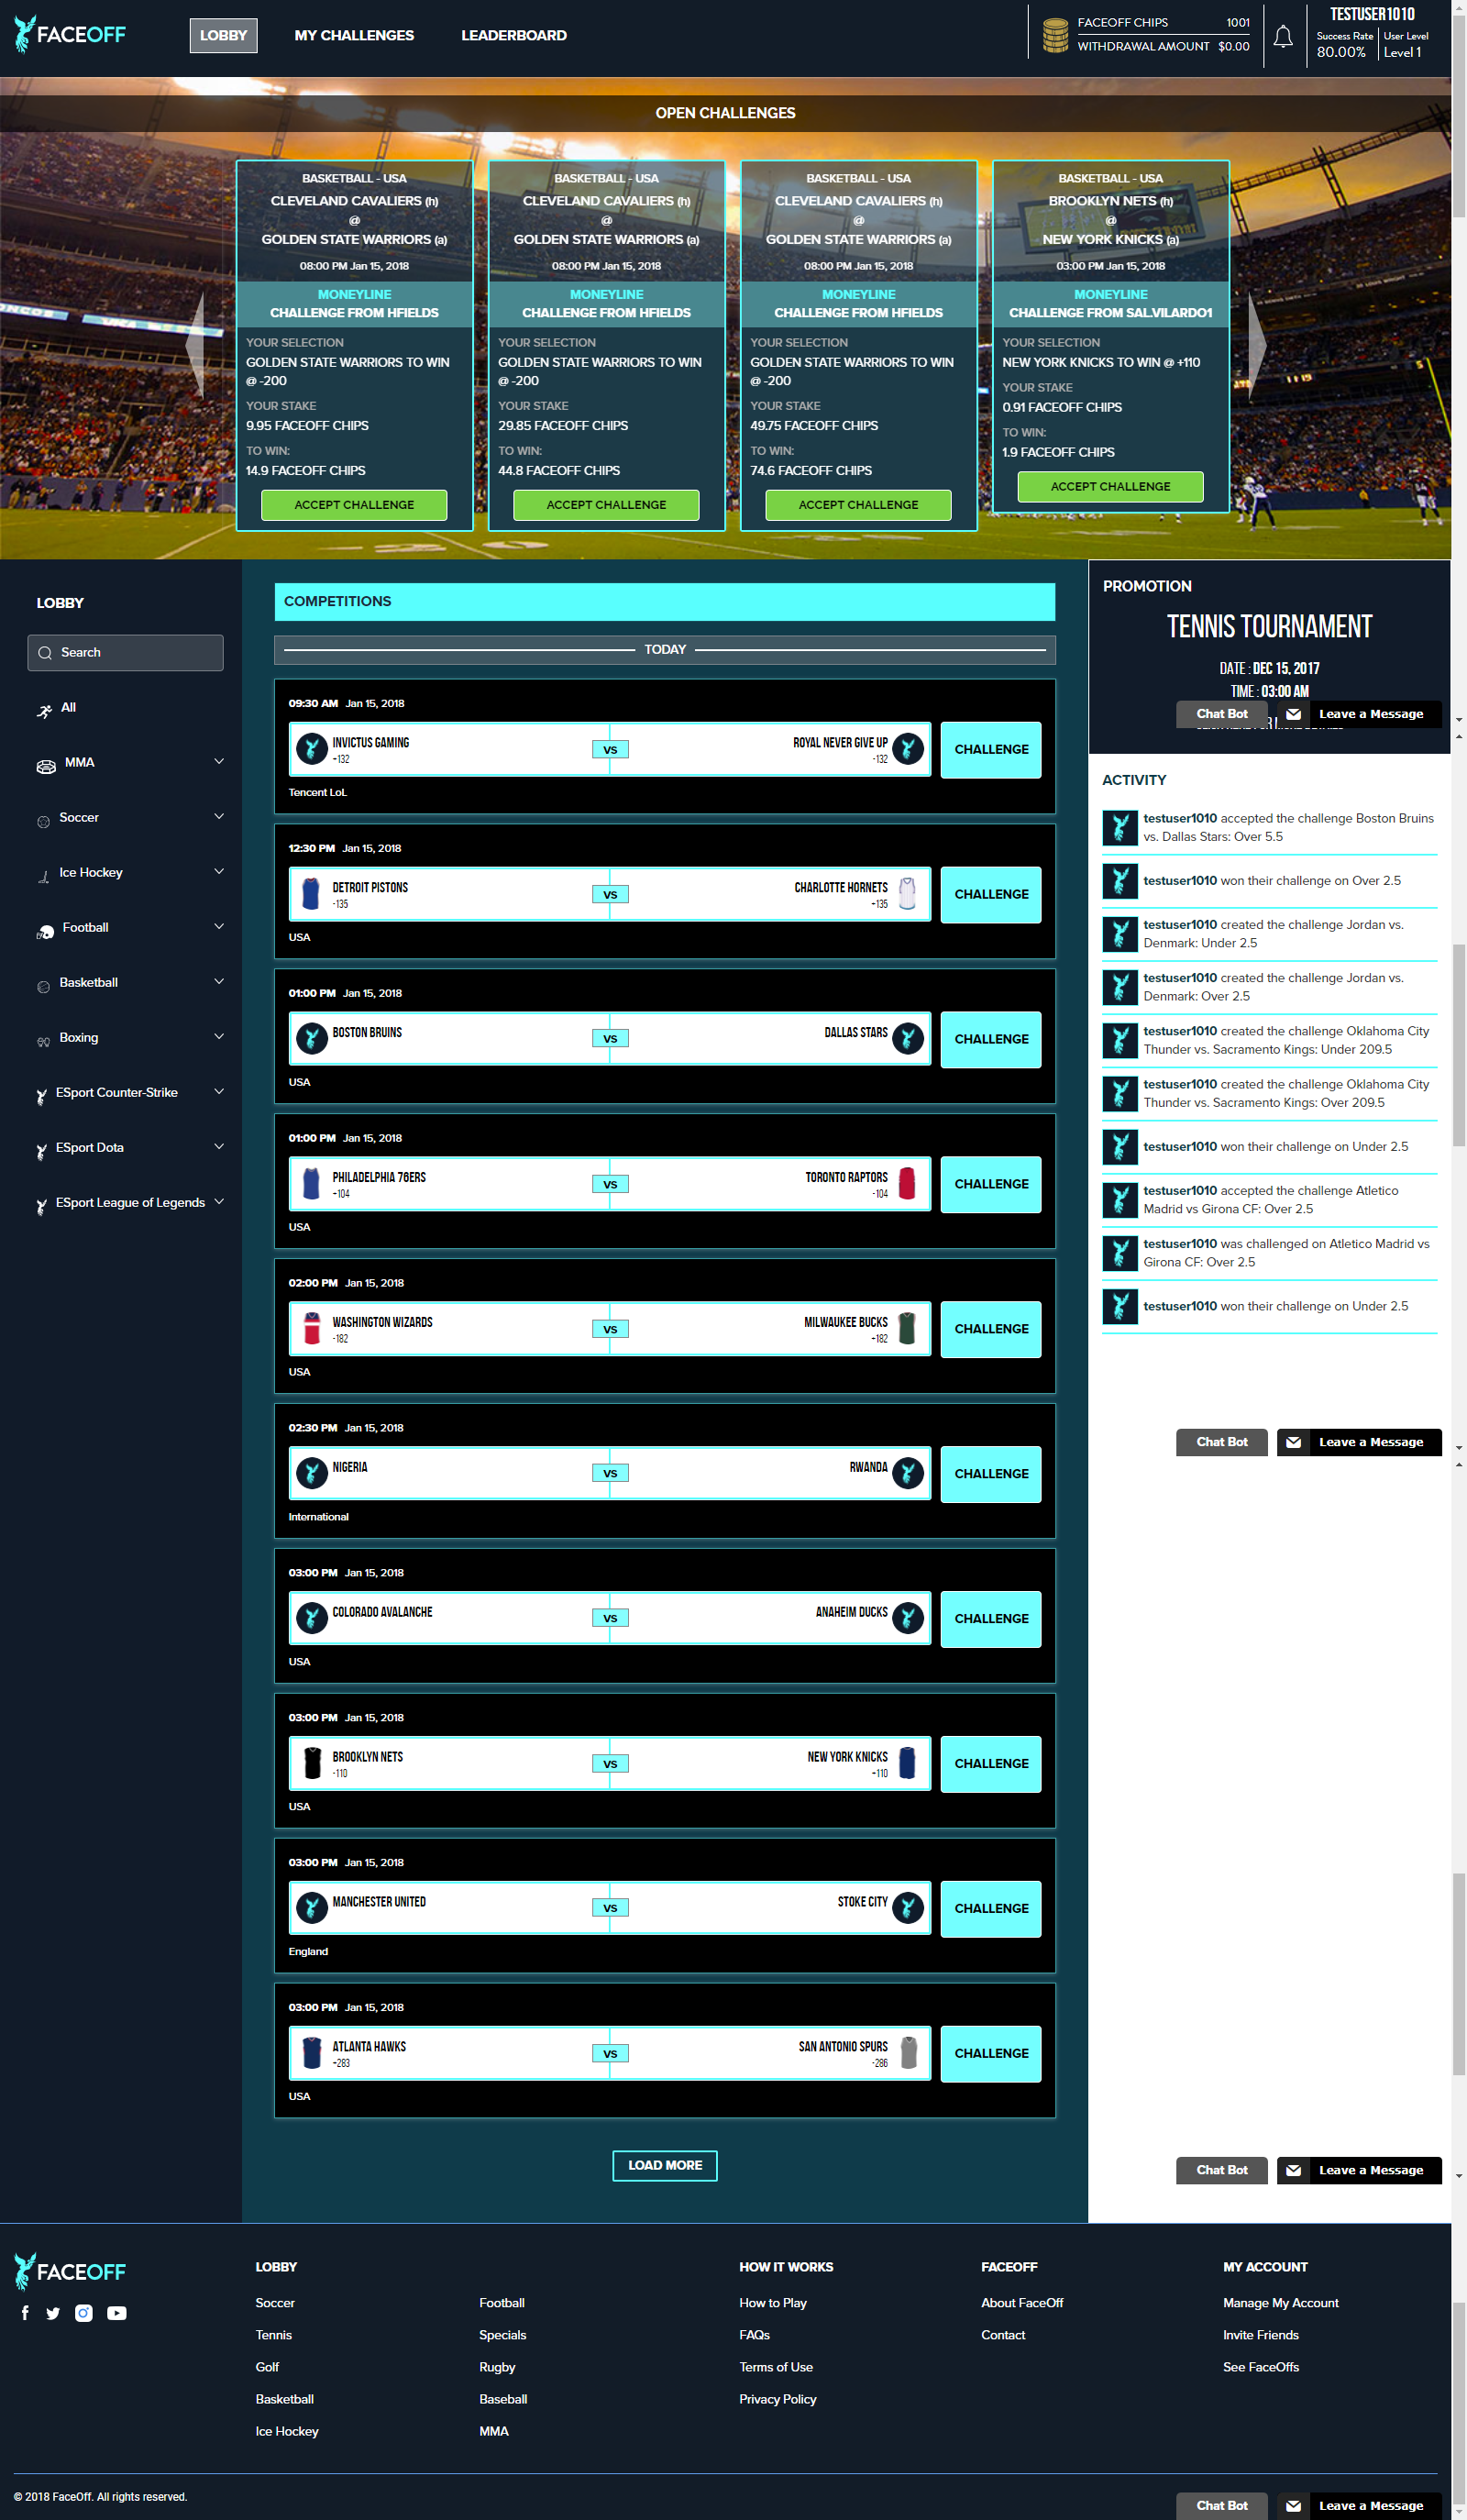 FACEOFF
LOBBY
MY CHALLENGES
LEADERBOARD
FACEOFF CHIPS 1001
WITHDRAWAL AMOUNT $0.00
TESTUSER1010
Success Rate
80.00%
User Level
Level 1
OPEN CHALLENGES
BASKETBALL - USA
CLEVELAND CAVALIERS (h)
@
GOLDEN STATE WARRIORS (a)
08:00 PM Jan 15, 2018
MONEYLINE
CHALLENGE FROM HFIELDS
YOUR SELECTION
GOLDEN STATE WARRIORS TO WIN
@ -200
YOUR STAKE
9.95 FACEOFF CHIPS
TO WIN:
14.9 FACEOFF CHIPS
ACCEPT CHALLENGE
BASKETBALL - USA
CLEVELAND CAVALIERS (h)
@
GOLDEN STATE WARRIORS (a)
08:00 PM Jan 15, 2018
MONEYLINE
CHALLENGE FROM HFIELDS
YOUR SELECTION
GOLDEN STATE WARRIORS TO WIN
@ -200
YOUR STAKE
29.85 FACEOFF CHIPS
TO WIN:
44.8 FACEOFF CHIPS
ACCEPT CHALLENGE
BASKETBALL - USA
CLEVELAND CAVALIERS (h)
@
GOLDEN STATE WARRIORS (a)
08:00 PM Jan 15, 2018
MONEYLINE
CHALLENGE FROM HFIELDS
YOUR SELECTION
GOLDEN STATE WARRIORS TO WIN
@ -200
YOUR STAKE
49.75 FACEOFF CHIPS
TO WIN:
74.6 FACEOFF CHIPS
ACCEPT CHALLENGE
BASKETBALL - USA
BROOKLYN NETS (h)
@
NEW YORK KNICKS (a)
03:00 PM Jan 15, 2018
MONEYLINE
CHALLENGE FROM SAL.VILARDO1
YOUR SELECTION
NEW YORK KNICKS TO WIN @ +110
YOUR STAKE
0.91 FACEOFF CHIPS
TO WIN:
1.9 FACEOFF CHIPS
ACCEPT CHALLENGE
LOBBY
Search
All
MMA
Soccer
Ice Hockey
Football
Basketball
Boxing
ESport Counter-Strike
ESport Dota
ESport League of Legends
COMPETITIONS
TODAY
09:30 AM Jan 15, 2018
INVICTUS GAMING
+132
VS
ROYAL NEVER GIVE UP
-132
CHALLENGE
Tencent LoL
12:30 PM Jan 15, 2018
DETROIT PISTONS
-135
VS
CHARLOTTE HORNETS
+135
CHALLENGE
USA
01:00 PM Jan 15, 2018
BOSTON BRUINS
VS
DALLAS STARS
CHALLENGE
USA
01:00 PM Jan 15, 2018
PHILADELPHIA 76ERS
+104
VS
TORONTO RAPTORS
-104
CHALLENGE
USA
02:00 PM Jan 15, 2018
WASHINGTON WIZARDS
-182
VS
MILWAUKEE BUCKS
+182
CHALLENGE
USA
02:30 PM Jan 15, 2018
NIGERIA
VS
RWANDA
CHALLENGE
International
03:00 PM Jan 15, 2018
COLORADO AVALANCHE
VS
ANAHEIM DUCKS
CHALLENGE
USA
03:00 PM Jan 15, 2018
BROOKLYN NETS
-110
VS
NEW YORK KNICKS
+110
CHALLENGE
USA
03:00 PM Jan 15, 2018
MANCHESTER UNITED
VS
STOKE CITY
CHALLENGE
England
03:00 PM Jan 15, 2018
ATLANTA HAWKS
+283
VS
SAN ANTONIO SPURS
-286
CHALLENGE
USA
LOAD MORE
PROMOTION
TENNIS TOURNAMENT
DATE : DEC 15, 2017
TIME : 03:00 AM
Chat Bot
Leave a Message
ACTIVITY
testuser1010 accepted the challenge Boston Bruins
vs. Dallas Stars: Over 5.5
testuser1010 won their challenge on Over 2.5
testuser1010 created the challenge Jordan vs.
Denmark: Under 2.5
testuser1010 created the challenge Jordan vs.
Denmark: Over 2.5
testuser1010 created the challenge Oklahoma City
Thunder vs. Sacramento Kings: Under 209.5
testuser1010 created the challenge Oklahoma City
Thunder vs. Sacramento Kings: Over 209.5
testuser1010 won their challenge on Under 2.5
testuser1010 accepted the challenge Atletico
Madrid vs Girona CF: Over 2.5
testuser1010 was challenged on Atletico Madrid vs
Girona CF: Over 2.5
testuser1010 won their challenge on Under 2.5
Chat Bot
Leave a Message
Chat Bot
Leave a Message
FACEOFF
LOBBY
Soccer
Tennis
Golf
Basketball
Ice Hockey
Football
Specials
Rugby
Baseball
MMA
HOW IT WORKS
How to Play
FAQs
Terms of Use
Privacy Policy
FACEOFF
About FaceOff
Contact
MY ACCOUNT
Manage My Account
Invite Friends
See FaceOffs
© 2018 FaceOff. All rights reserved.
Chat Bot
Leave a Message